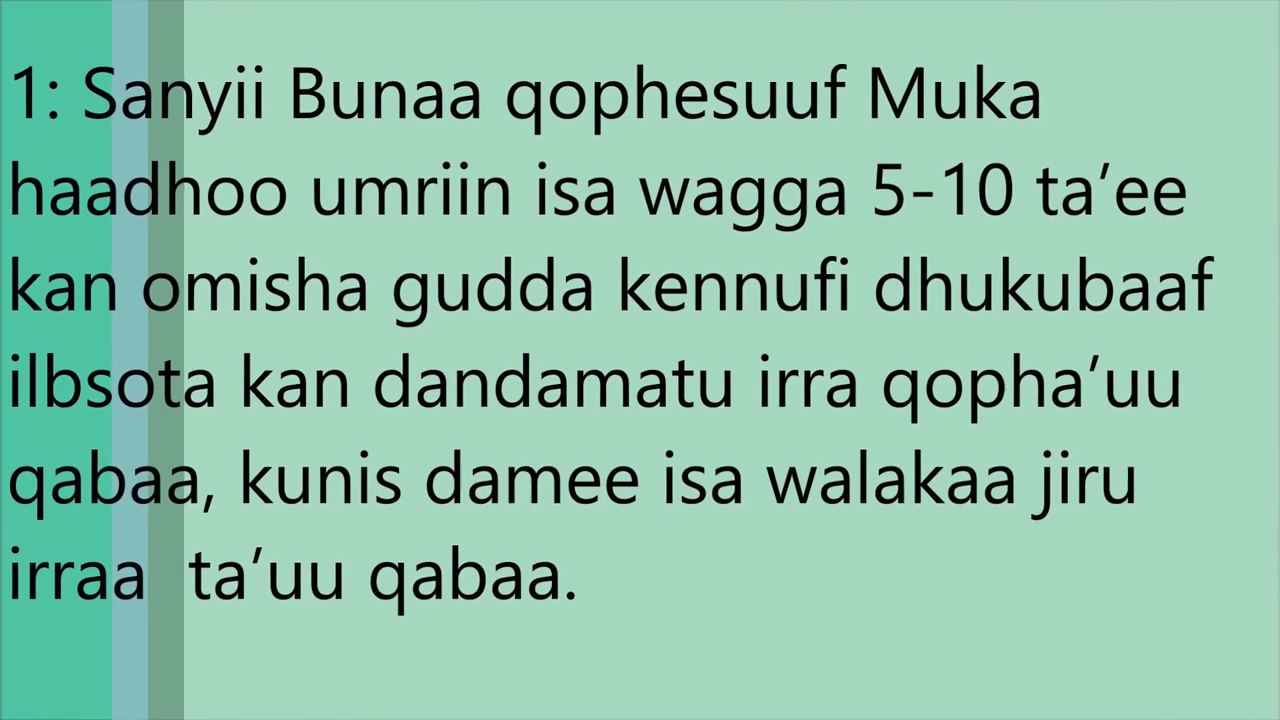 1: Sanyii Bunaa qophesuuf Muka
haadhoo umriin isa wagga 5-10 ta’ee
kan omisha gudda kennufi dhukubaaf
ilbsota kan dandamatu irra qopha’uu
qabaa, kunis damee isa walakaa jiru
irraa  ta’uu qabaa.